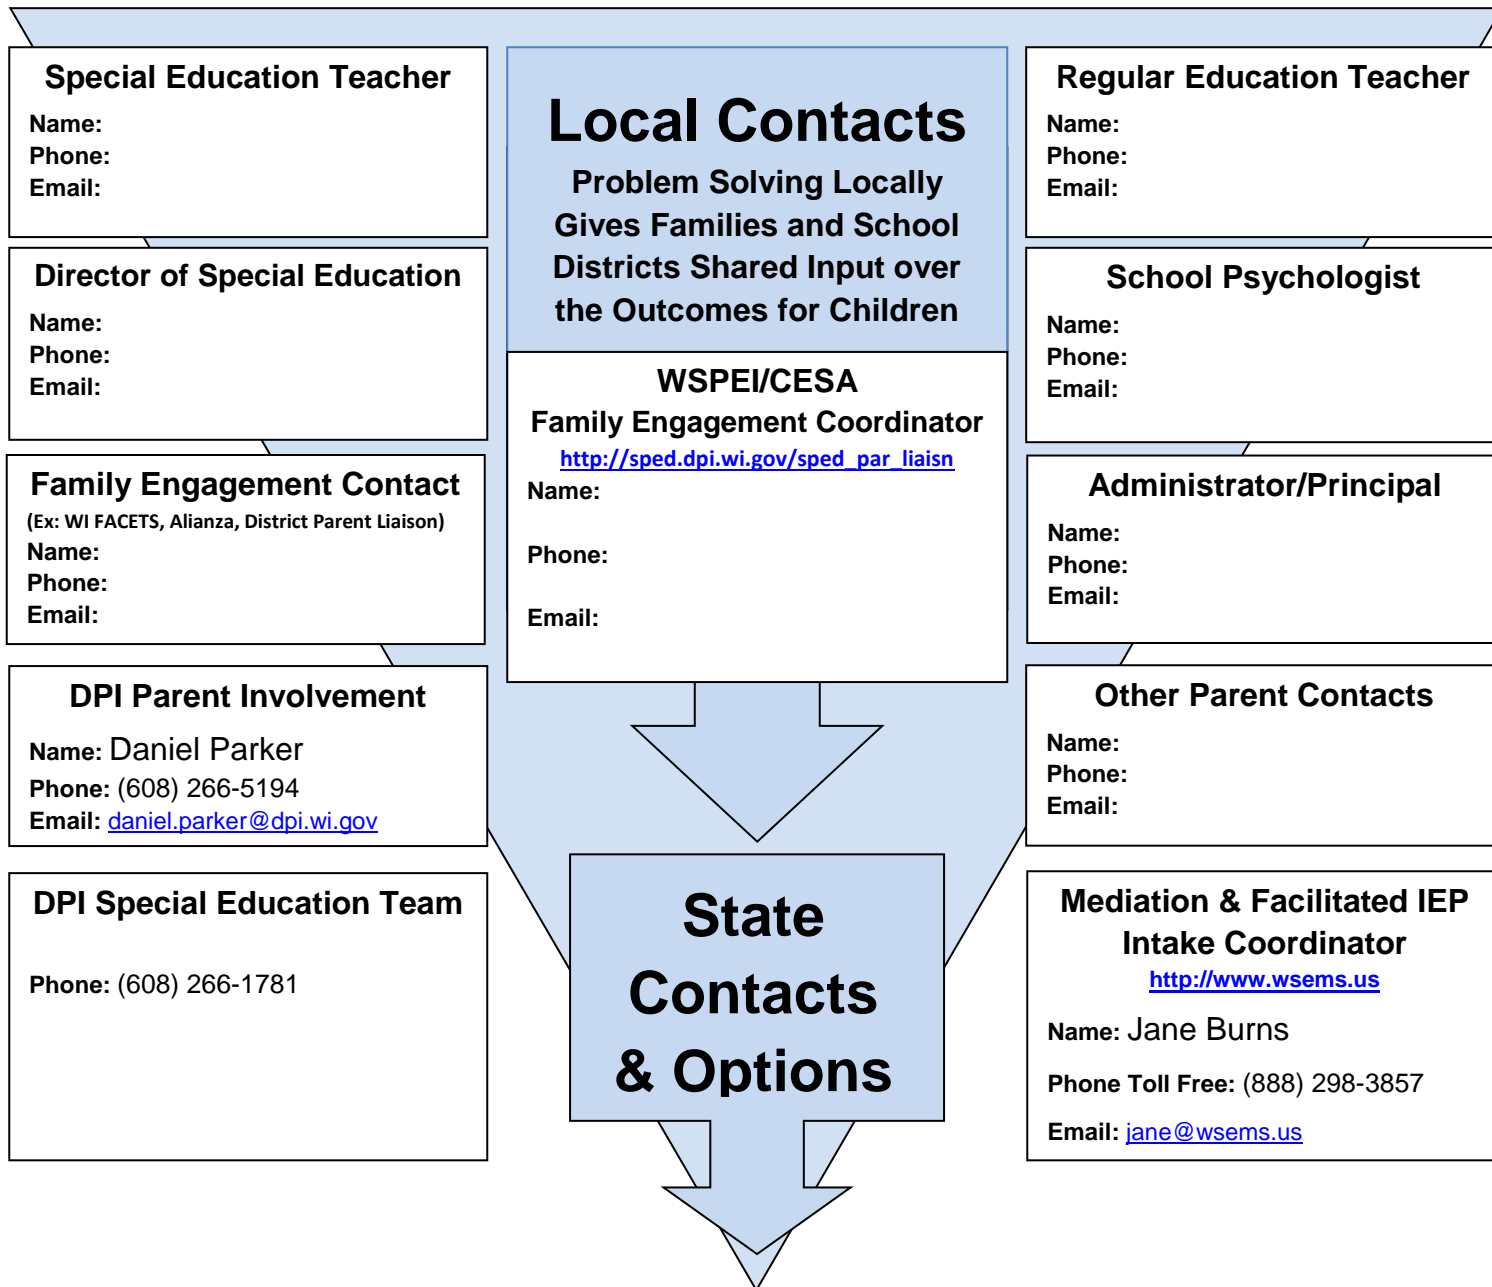 Special Education Teacher
Name:
Phone:
Email:
Local Contacts
Problem Solving Locally
Gives Families and School
Districts Shared Input over
the Outcomes for Children
Regular Education Teacher
Name:
Phone:
Email:
Director of Special Education
Name:
Phone:
Email:
School Psychologist
Name:
Phone:
Email:
WSPEI/CESA
Family Engagement Coordinator
http://sped.dpi.wi.gov/sped_par_liaisn
Name:
Phone:
Email:
Family Engagement Contact
(Ex: WI FACETS, Alianza, District Parent Liaison)
Name:
Phone:
Email:
Administrator/Principal
Name:
Phone:
Email:
DPI Parent Involvement
Name: Daniel Parker
Phone: (608) 266-5194
Email: daniel.parker@dpi.wi.gov
Other Parent Contacts
Name:
Phone:
Email:
DPI Special Education Team
Phone: (608) 266-1781
State
Contacts
& Options
Mediation & Facilitated IEP
Intake Coordinator
http://www.wsems.us
Name: Jane Burns
Phone Toll Free: (888) 298-3857
Email: jane@wsems.us